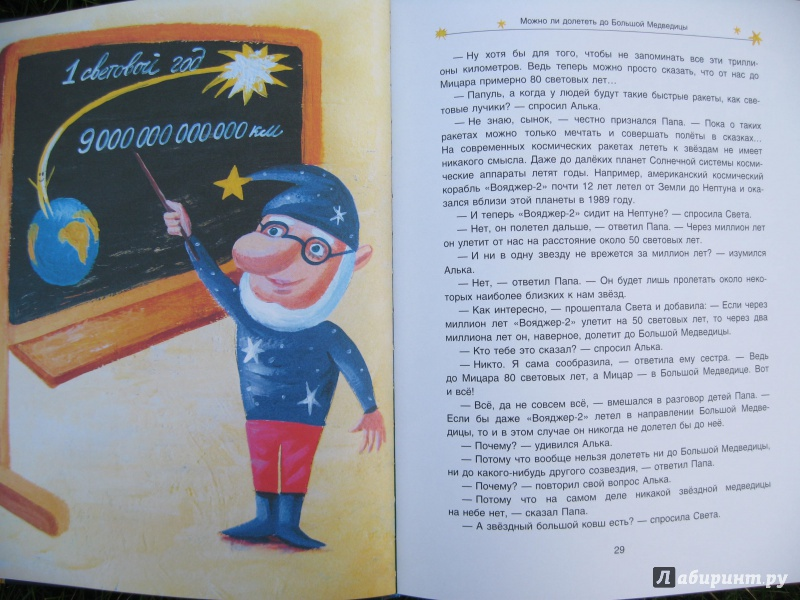 1 световой год
9 000 000 000 000 км
Можно ли долететь до Большой Медведицы
— Ну хотя бы для того, чтобы не запоминать все эти трилли-
оны километров. Ведь теперь можно просто сказать, что от нас до
Мицара примерно 80 световых лет...
— Папуль, а когда у людей будут такие быстрые ракеты, как све-
товые лучики? — спросил Алька.
— Не знаю, сынок, — честно признался Папа. — Пока о таких
ракетах можно только мечтать и совершать полёты в сказках...
На современных космических ракетах лететь к звёздам не имеет
никакого смысла. Даже до далёких планет Солнечной системы косми-
ческие аппараты летят годы. Например, американский космический
корабль «Вояджер-2» почти 12 лет летел от Земли до Нептуна и ока-
зался вблизи этой планеты в 1989 году.
— И теперь «Вояджер-2» сидит на Нептуне? — спросила Света.
— Нет, он полетел дальше, — ответил Папа. — Через миллион лет
он улетит от нас на расстояние около 50 световых лет.
— И ни в одну звезду не врежется за миллион лет? — изумился
Алька.
— Нет, — ответил Папа. — Он будет лишь пролетать около неко-
торых наиболее близких к нам звёзд.
— Как интересно, — прошептала Света и добавила: — Если через
миллион лет «Вояджер-2» улетит на 50 световых лет, то через два
миллиона лет он, наверное, долетит до Большой Медведицы.
— Кто тебе это сказал? — спросил Алька.
— Никто. Я сама сообразила, — ответила ему сестра. — Ведь
до Мицара 80 световых лет, а Мицар — в Большой Медведице. Вот
и всё!
— Всё, да не совсем всё, — вмешался в разговор детей Папа. —
Если бы даже «Вояджер-2» летел в направлении Большой Медве-
дицы, то и в этом случае он никогда не долетел бы до неё.
— Почему? — удивился Алька.
— Потому что вообще нельзя долететь ни до Большой Медведицы,
ни до какого-нибудь другого созвездия, — ответил Папа.
— Почему? — повторил свой вопрос Алька.
— Потому что на самом деле никакой звёздной медведицы
на небе нет, — сказал Папа.
— А звёздный большой ковш есть? — спросила Света.
29
Лабиринт.ру